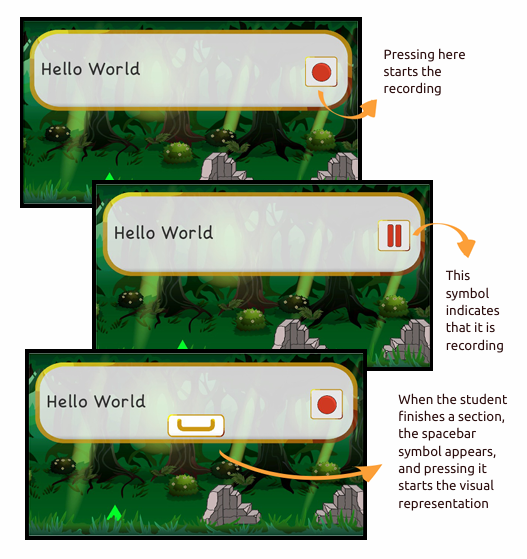 Hello World
Pressing here
starts the
recording
Hello World
This
symbol
indicates
that it is
recording
Hello World
When the student
finishes a section,
the spacebar
symbol appears,
and pressing it
starts the visual
representation